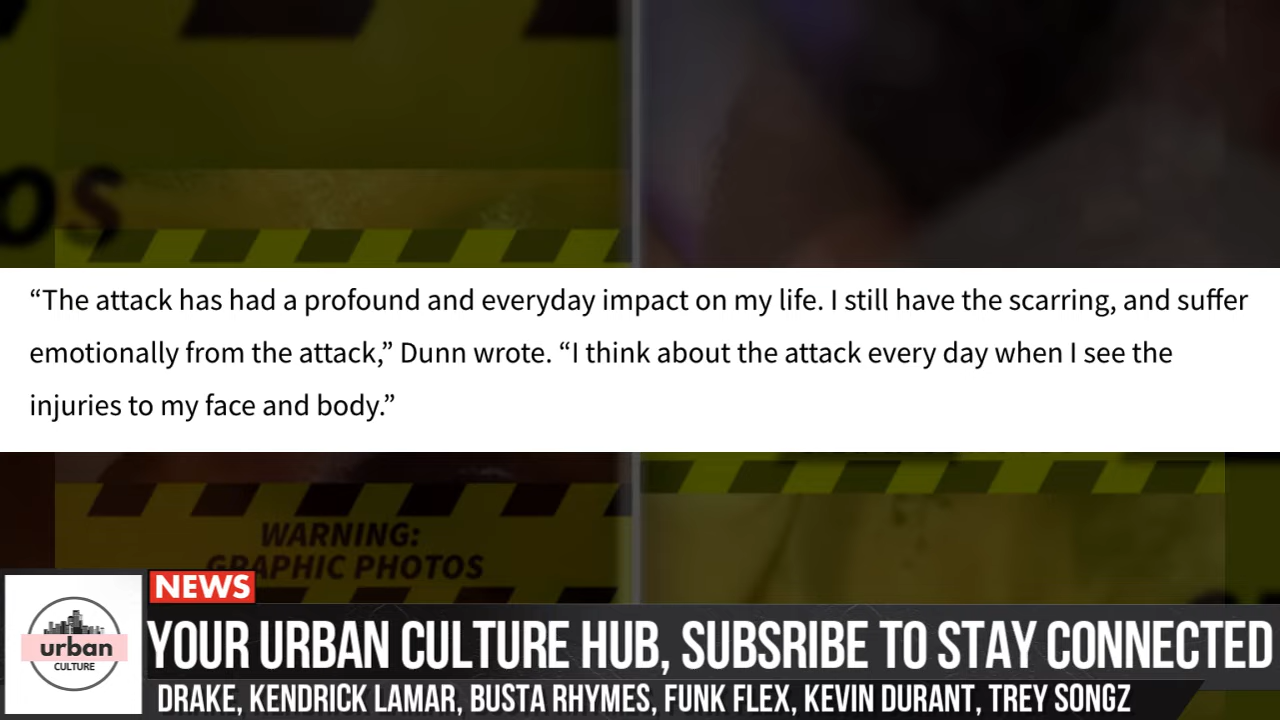 OS
“The attack has had a profound and everyday impact on my life. I still have the scarring, and suffer
emotionally from the attack,” Dunn wrote. “I think about the attack every day when I see the
injuries to my face and body.”
WARNING:
GRAPHIC PHOTOS
NEWS
urban
CULTURE
YOUR URBAN CULTURE HUB, SUBSRIBE TO STAY CONNECTED
DRAKE, KENDRICK LAMAR, BUSTA RHYMES, FUNK FLEX, KEVIN DURANT, TREY SONGZ